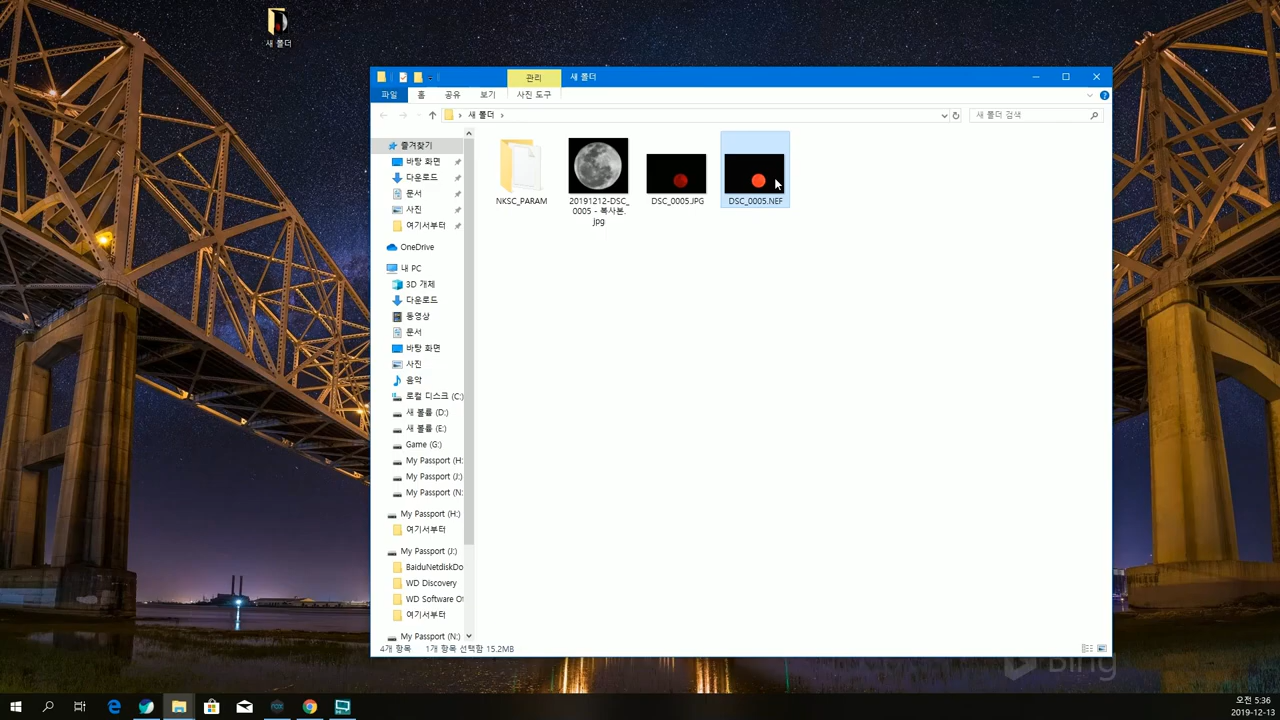 새 폴더
관리
새 폴더
파일
홈
공유
보기
사진 도구
새 폴더
새 폴더 검색
즐겨찾기
바탕 화면
다운로드
문서
사진
여기서부터
OneDrive
내 PC
3D 개체
다운로드
동영상
문서
바탕 화면
사진
음악
로컬 디스크 (C:)
새 볼륨 (D:)
새 볼륨 (E:)
Game (G:)
My Passport (H:
My Passport (J:)
My Passport (N:
My Passport (H:)
여기서부터
My Passport (J:)
BaiduNetdiskDo
WD Discovery
WD Software Of
여기서부터
My Passport (N:)
NKSC_PARAM
20191212-DSC_
0005 - 복사본.
jpg
DSC_0005.JPG
DSC_0005.NEF
4개 항목
1개 항목 선택함 15.2MB
Bing
오전 5:36
2019-12-13